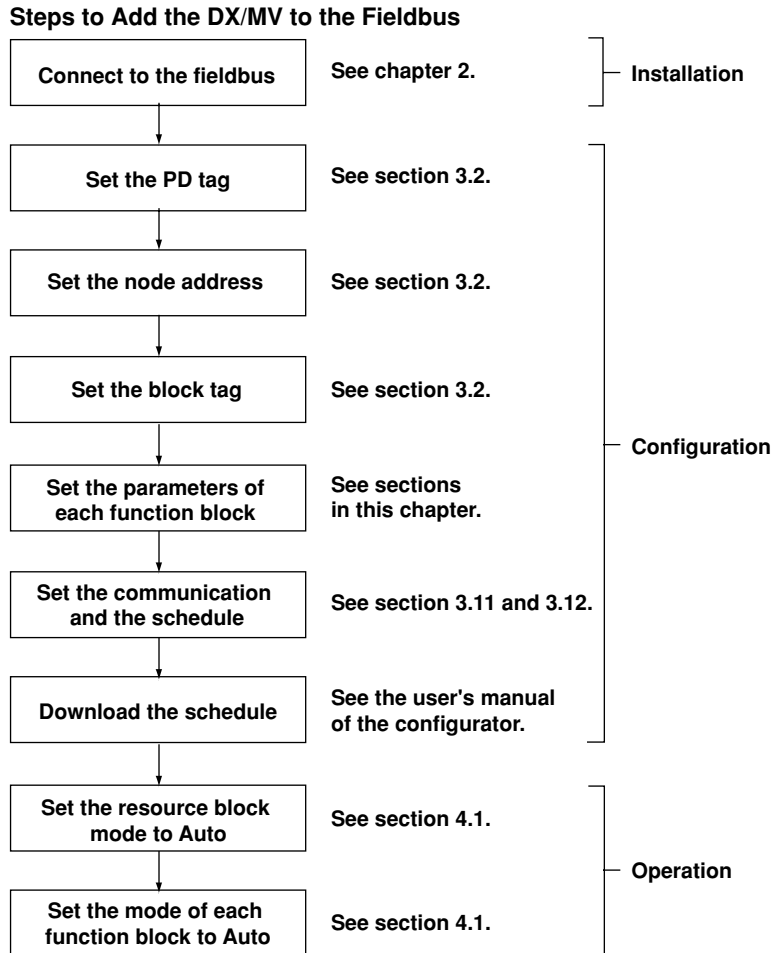 Steps to Add the DX/MV to the Fieldbus
Connect to the fieldbus
See chapter 2.
Installation
Set the PD tag
See section 3.2.
Set the node address
See section 3.2.
Set the block tag
See section 3.2.
Configuration
Set the parameters of
each function block
See sections
in this chapter.
Set the communication
and the schedule
See section 3.11 and 3.12.
Download the schedule
See the user's manual
of the configurator.
Set the resource block
mode to Auto
See section 4.1.
Operation
Set the mode of each
function block to Auto
See section 4.1.